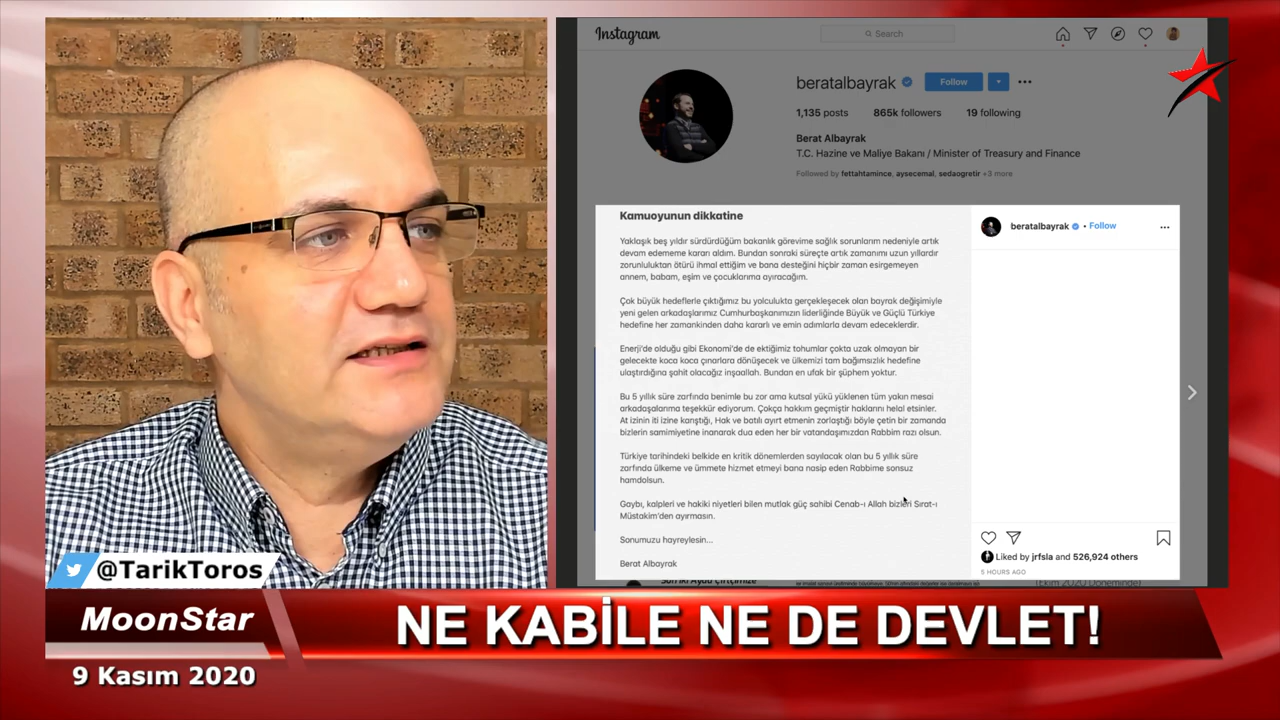 Instagram
Search
beratalbayrak
Follow
1,135 posts 865k followers 19 following
Berat Albayrak
T.C. Hazine ve Maliye Bakanı / Minister of Treasury and Finance
Followed by fettahtamince, aysecemal, sedaogretir +3 more
Kamuoyunun dikkatine
Yaklaşık beş yıldır sürdürdüğüm bakanlık görevime sağlık sorunlarım nedeniyle artık
devam edememe kararı aldım. Bundan sonraki süreçte artık zamanımı uzun yıllardır
zorunluluktan ötürü ihmal ettiğim ve bana desteğini hiçbir zaman esirgemeyen
annem, babam, eşim ve çocuklarıma ayıracağım.
Çok büyük hedeflerle çıktığımız bu yolculukta gerçekleşecek olan bayrak değişimiyle
yeni gelen arkadaşlarımız Cumhurbaşkanımızın liderliğinde Büyük ve Güçlü Türkiye
hedefine her zamankinden daha kararlı ve emin adımlarla devam edeceklerdir.
Enerji'de olduğu gibi Ekonomi'de de ektiğimiz tohumlar çokta uzak olmayan bir
gelecekte koca koca çınarlara dönüşecek ve ülkemizi tam bağımsızlık hedefine
ulaştırdığına şahit olacağız inşaallah. Bundan en ufak bir şüphem yoktur.
Bu 5 yıllık süre zarfında benimle bu zor ama kutsal yükü yüklenen tüm yakın mesai
arkadaşalarıma teşekkür ediyorum. Çokça hakkım geçmiştir haklarını helal etsinler.
At izinin iti izine karıştığı, Hak ve batılı ayırt etmenin zorlaştığı böyle çetin bir zamanda
bizlerin samimiyetine inanarak dua eden her bir vatandaşımızdan Rabbim razı olsun.
Türkiye tarihindeki belkide en kritik dönemlerden sayılacak olan bu 5 yıllık süre
zarfında ülkeme ve ümmete hizmet etmeyi bana nasip eden Rabbime sonsuz
hamdolsun.
Gaybı, kalpleri ve hakiki niyetleri bilen mutlak güç sahibi Cenab-ı Allah bizleri Sırat-ı
Müstakim'den ayırmasın.
Sonumuzu hayreylesin...
Berat Albayrak
beratalbayrak • Follow
Liked by jrfsla and 526,924 others
5 HOURS AGO
@TarikToros
MoonStar
NE KABİLE NE DE DEVLET!
9 Kasım 2020